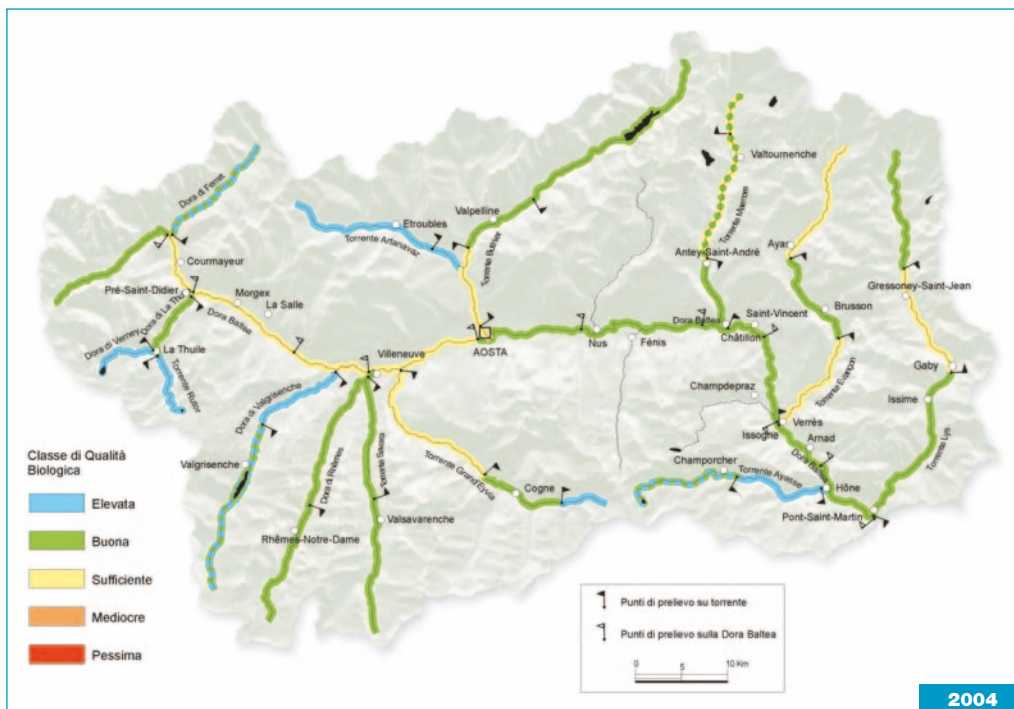 Dora di Ferret
Courmayeur
Pré-Saint-Didier
Morgex
La Salle
Dora Baltea
Dora di La Thuile
Dora di Verney
La Thuile
Torrente Rutor
Etroubles
Torrente Artanavaz
Valpelline
Torrente Buthier
Valtournenche
Torrente Marmore
Antey-Saint-André
Ayar
Gressoney-Saint-Jean
Brusson
Saint-Vincent
Dora Baltea
Châtillon
AOSTA
Nus
Fénis
Villeneuve
Torrente Evançon
Gaby
Issime
Torrente Lys
Champdepraz
Verrès
Issogne
Arnad
Dora Baltea
Champorcher
Torrente Ayasse
Hône
Pont-Saint-Martin
Dora di Valgrisenche
Valgrisenche
Dora di Rhêmes
Rhêmes-Notre-Dame
Torrente Savara
Valsavarenche
Torrente Grand'Eyvia
Cogne
Classe di Qualità
Biologica
Elevata
Buona
Sufficiente
Mediocre
Pessima
Punti di prelievo su torrente
Punti di prelievo sulla Dora Baltea
0 5 10 Km
2004